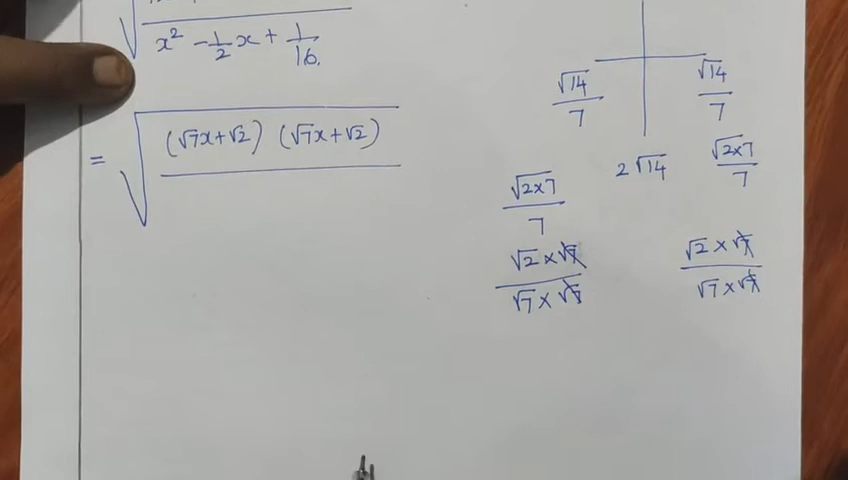 x² - 1/2 x + 1/16.
= √((√7x+√2) (√7x+√2))
√14/7 √14/7
2√14
√2×7/7 √2×7/7
√2 × √7 / √7 × √7 √2 × √7 / √7 × √7